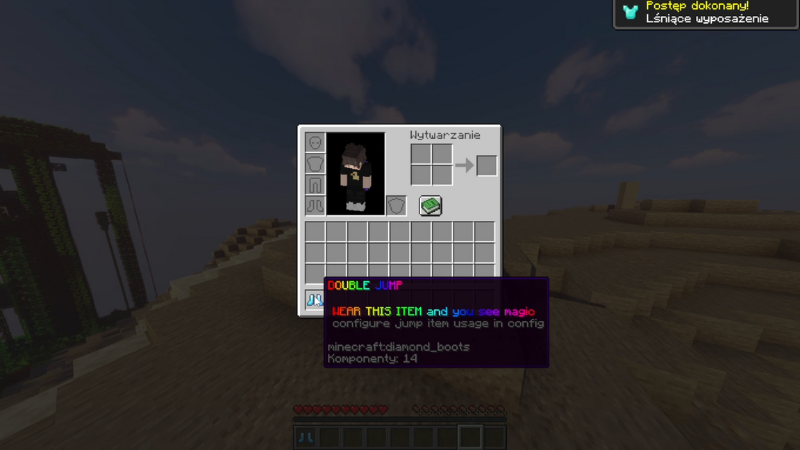 Postęp dokonany!
Lśniące wyposażenie
Wytwarzanie
DOUBLE JUMP
WEAR THIS ITEM and you see magic
configure jump item usage in config
minecraft:diamond_boots
Komponenty: 14